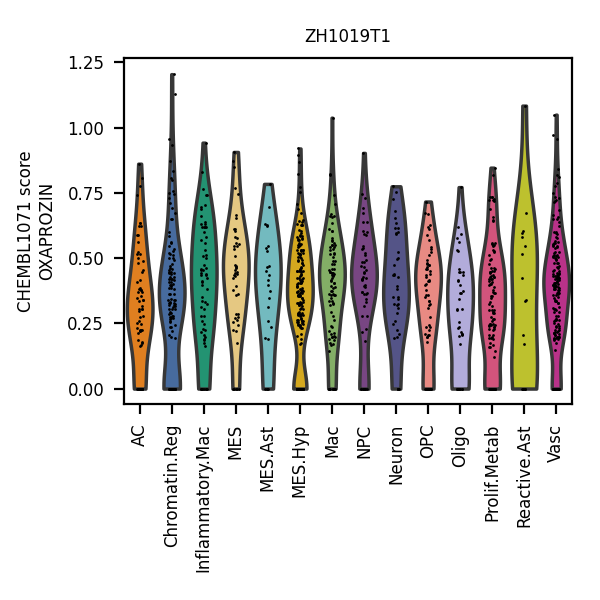 ZH1019T1
CHEMBL1071 score
OXAPROZIN
1.25
1.00
0.75
0.50
0.25
0.00
AC
Chromatin.Reg
Inflammatory.Mac
MES
MES.Ast
MES.Hyp
Mac
NPC
Neuron
OPC
Oligo
Prolif.Metab
Reactive.Ast
Vasc